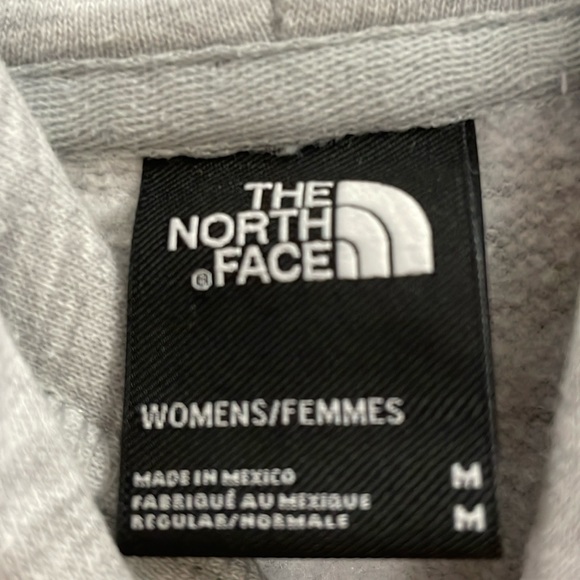 THE
NORTH
®FACE
WOMENS/FEMMES
MADE IN MEXICO M
FABRIQUÉ AU MEXIQUE
REGULAR/NORMALE M